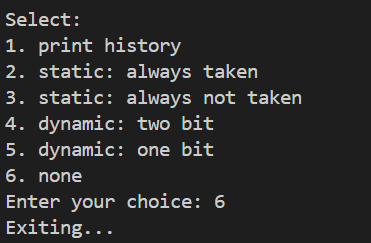 Select:
1. print history
2. static: always taken
3. static: always not taken
4. dynamic: two bit
5. dynamic: one bit
6. none
Enter your choice: 6
Exiting...